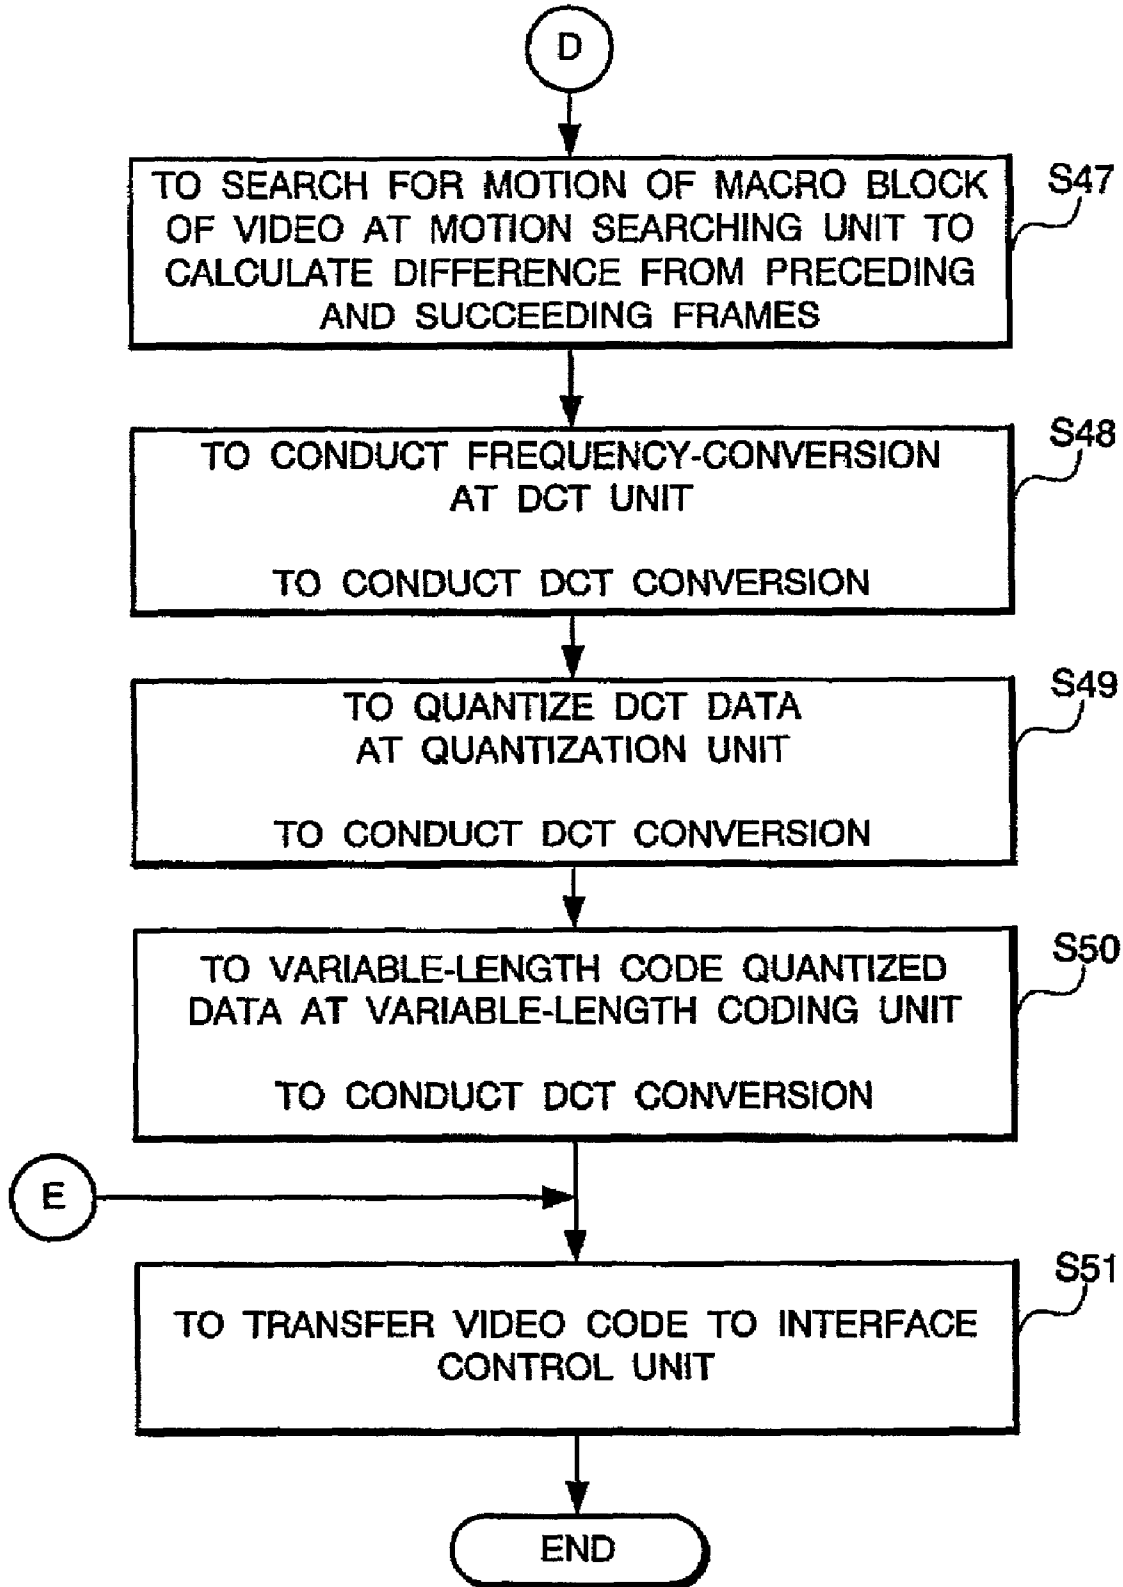 D
TO SEARCH FOR MOTION OF MACRO BLOCK
OF VIDEO AT MOTION SEARCHING UNIT TO
CALCULATE DIFFERENCE FROM PRECEDING
AND SUCCEEDING FRAMES
S47
TO CONDUCT FREQUENCY-CONVERSION
AT DCT UNIT
TO CONDUCT DCT CONVERSION
S48
TO QUANTIZE DCT DATA
AT QUANTIZATION UNIT
TO CONDUCT DCT CONVERSION
S49
TO VARIABLE-LENGTH CODE QUANTIZED
DATA AT VARIABLE-LENGTH CODING UNIT
TO CONDUCT DCT CONVERSION
S50
E
TO TRANSFER VIDEO CODE TO INTERFACE
CONTROL UNIT
S51
END